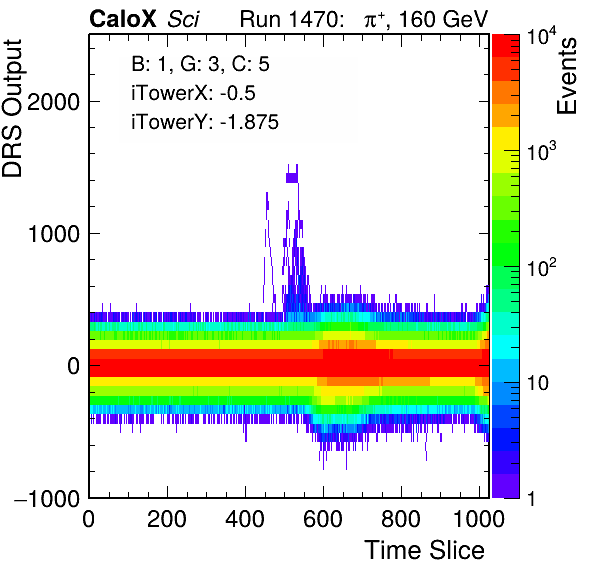 CaloX Sci Run 1470: π⁺, 160 GeV
B: 1, G: 3, C: 5
iTowerX: -0.5
iTowerY: -1.875
DRS Output
2000
1000
0
−1000
0 200 400 600 800 1000
Time Slice
Events
10⁴
10³
10²
10
1